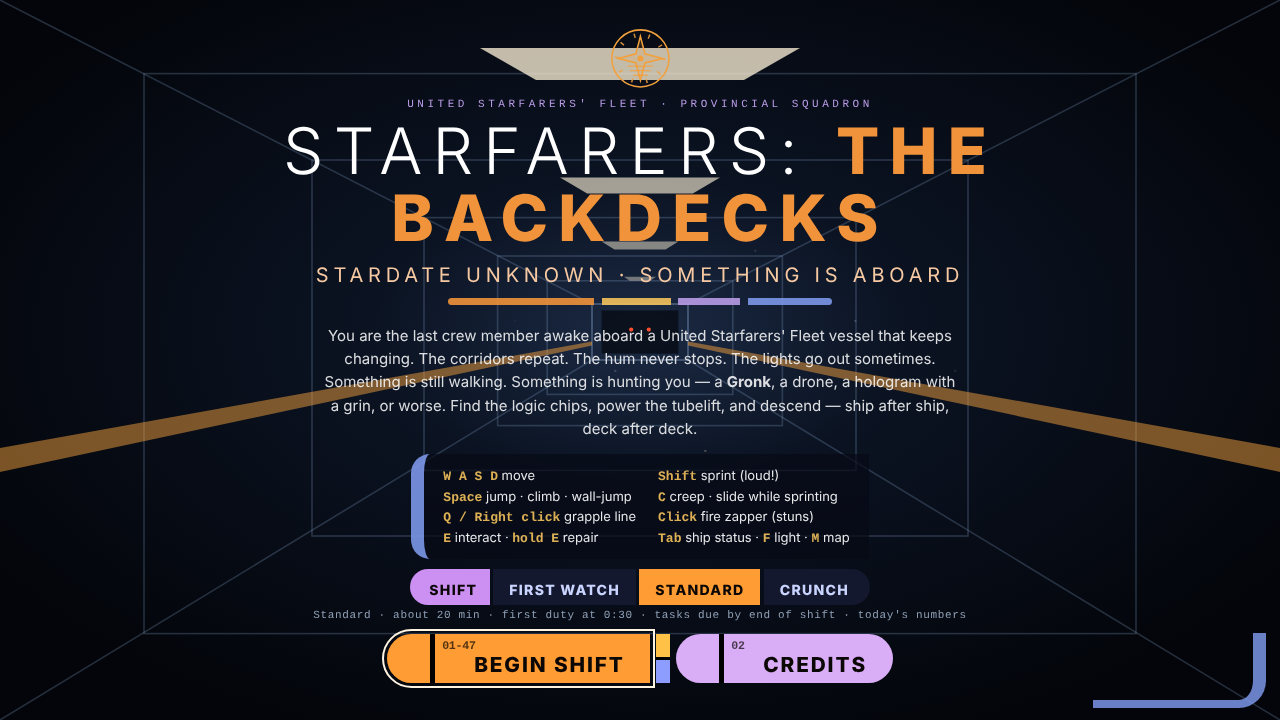 UNITED STARFARERS' FLEET · PROVINCIAL SQUADRON
STARFARERS: THE
BACKDECKS
STARDATE UNKNOWN · SOMETHING IS ABOARD
You are the last crew member awake aboard a United Starfarers' Fleet vessel that keeps
changing. The corridors repeat. The hum never stops. The lights go out sometimes.
Something is still walking. Something is hunting you — a Gronk, a drone, a hologram with
a grin, or worse. Find the logic chips, power the tubelift, and descend — ship after ship,
deck after deck.
W A S D move
Shift sprint (loud!)
Space jump · climb · wall-jump
C creep · slide while sprinting
Q / Right click grapple line
Click fire zapper (stuns)
E interact · hold E repair
Tab ship status · F light · M map
SHIFT FIRST WATCH STANDARD CRUNCH
Standard · about 20 min · first duty at 0:30 · tasks due by end of shift · today's numbers
01-47
BEGIN SHIFT
02
CREDITS